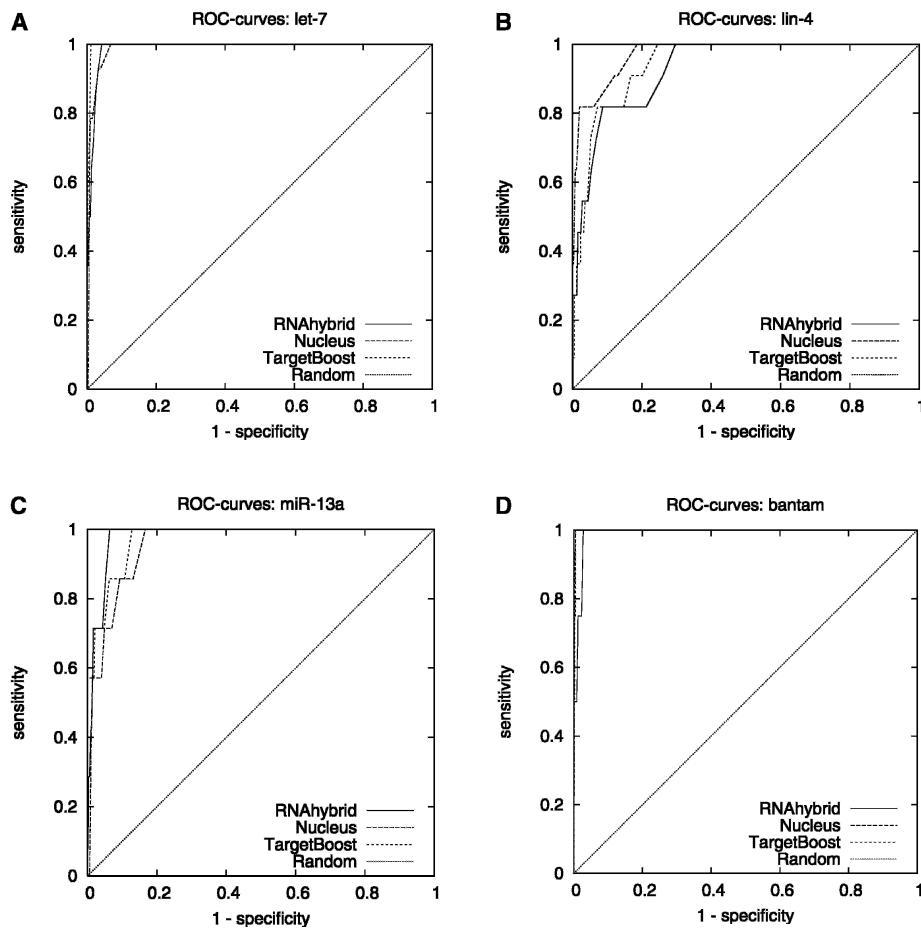 A
ROC-curves: let-7
1
0.8
0.6
0.4
0.2
0
sensitivity
RNAhybrid
Nucleus
TargetBoost
Random
0 0.2 0.4 0.6 0.8 1
1 - specificity
B
ROC-curves: lin-4
1
0.8
0.6
0.4
0.2
0
sensitivity
RNAhybrid
Nucleus
TargetBoost
Random
0 0.2 0.4 0.6 0.8 1
1 - specificity
C
ROC-curves: miR-13a
1
0.8
0.6
0.4
0.2
0
sensitivity
RNAhybrid
Nucleus
TargetBoost
Random
0 0.2 0.4 0.6 0.8 1
1 - specificity
D
ROC-curves: bantam
1
0.8
0.6
0.4
0.2
0
sensitivity
RNAhybrid
Nucleus
TargetBoost
Random
0 0.2 0.4 0.6 0.8 1
1 - specificity